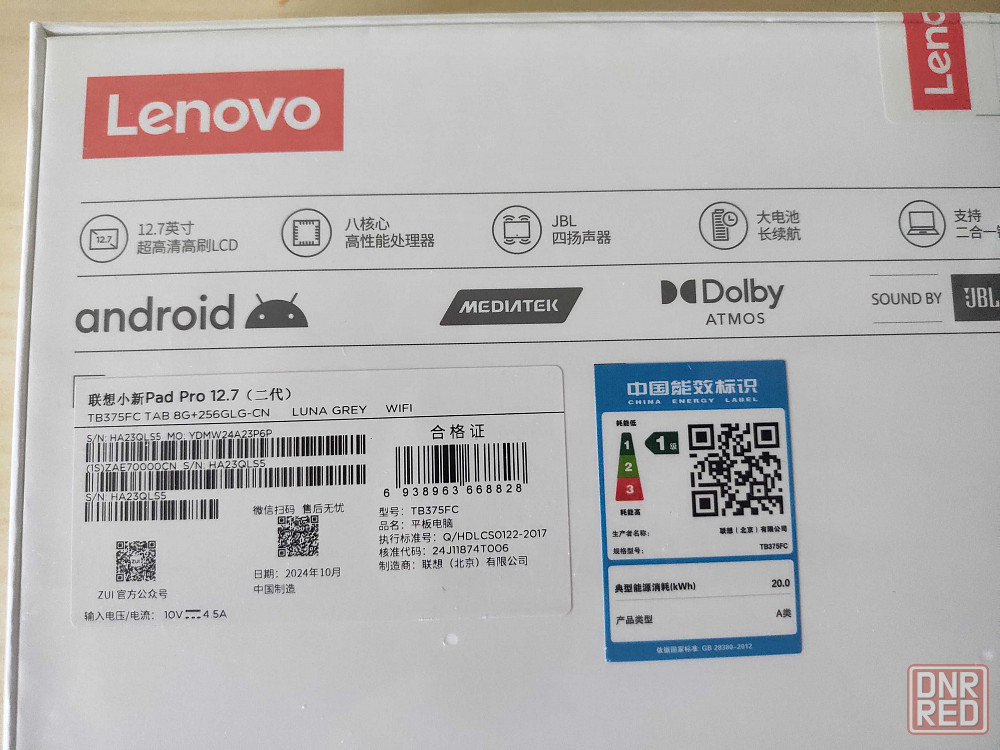 Lenovo
Leno
12.7
12.7英寸
超高清高刷LCD
八核心
高性能处理器
JBL
四扬声器
大电池
长续航
支持
二合一
android
MEDIATEK
Dolby
ATMOS
SOUND BY
JBL
联想小新Pad Pro 12.7（二代）
TB375FC TAB 8G+256GLG-CN LUNA GREY WIFI
S/N: HA23QLS5 MO: YDMW24A23P6P
(1S)ZAE70000CN S/N: HA23QLS5
S/N: HA23QLS5
合格证
6 938963 668828
微信扫码 售后无忧
型号：TB375FC
品名：平板电脑
执行标准号：Q/HDLCS0122-2017
核准代码：24J11874T006
制造商：联想（北京）有限公司
ZUI
ZUI 官方公众号
日期：2024年10月
中国制造
输入电压/电流： 10V⎓4.5A
中国能效标识
CHINA ENERGY LABEL
耗能低
1
2
3
耗能高
1级
生产者名称：
联想（北京）有限公司
规格型号：
TB375FC
典型能源消耗(kWh)
20.0
产品类型
A类
依据国家标准：GB 28380-2012
DNR
RED